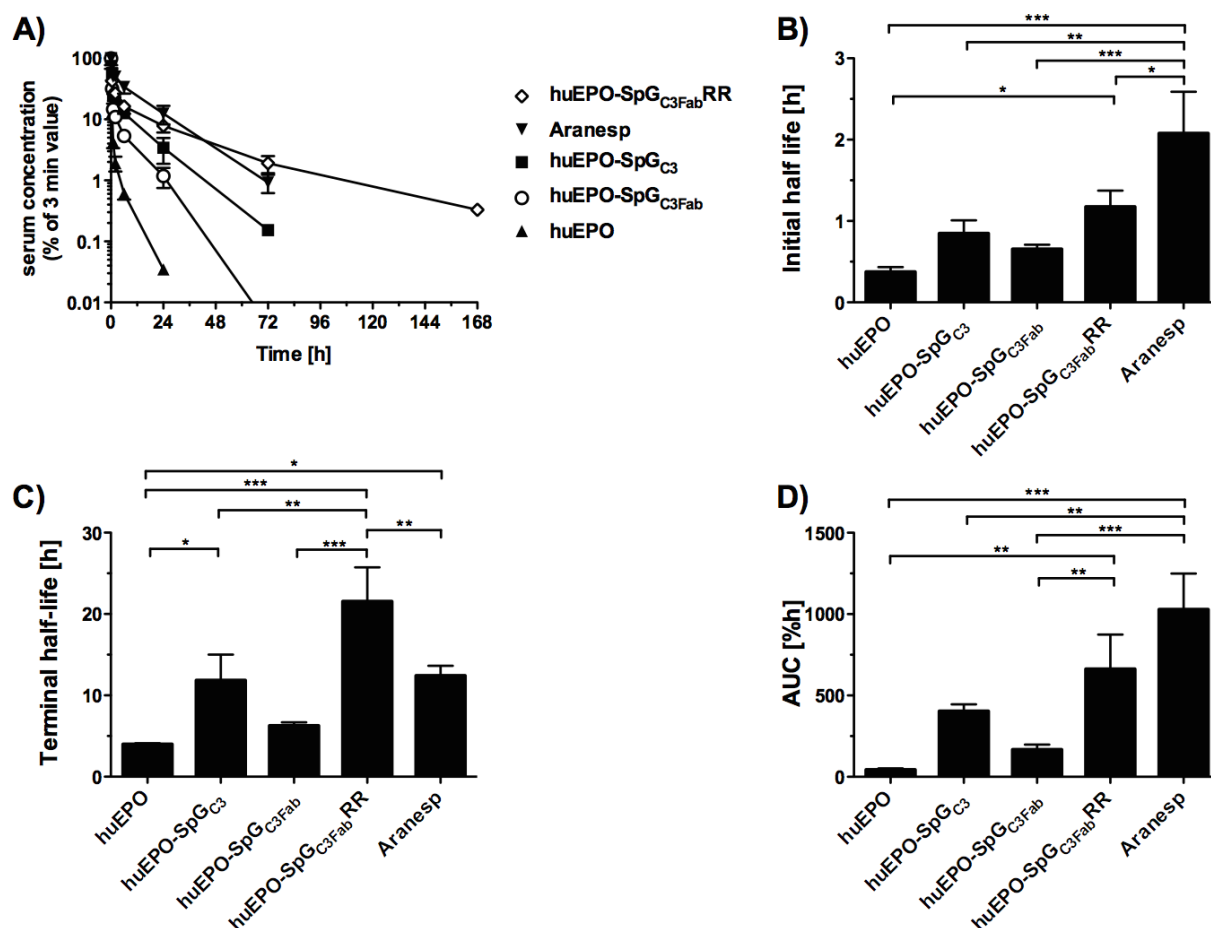 A)
serum concentration
(% of 3 min value)
100
10
1
0.1
0.01
0 24 48 72 96 120 144 168
Time [h]
huEPO-SpGC3FabRR
Aranesp
huEPO-SpGC3
huEPO-SpGC3Fab
huEPO
B)
***
**
***
*
*
Initial half life [h]
3
2
1
0
huEPO
huEPO-SpGC3
huEPO-SpGC3Fab
huEPO-SpGC3FabRR
Aranesp
C)
*
***
**
**
*
***
Terminal half-life [h]
30
20
10
0
huEPO
huEPO-SpGC3
huEPO-SpGC3Fab
huEPO-SpGC3FabRR
Aranesp
D)
***
**
***
**
**
AUC [%h]
1500
1000
500
0
huEPO
huEPO-SpGC3
huEPO-SpGC3Fab
huEPO-SpGC3FabRR
Aranesp